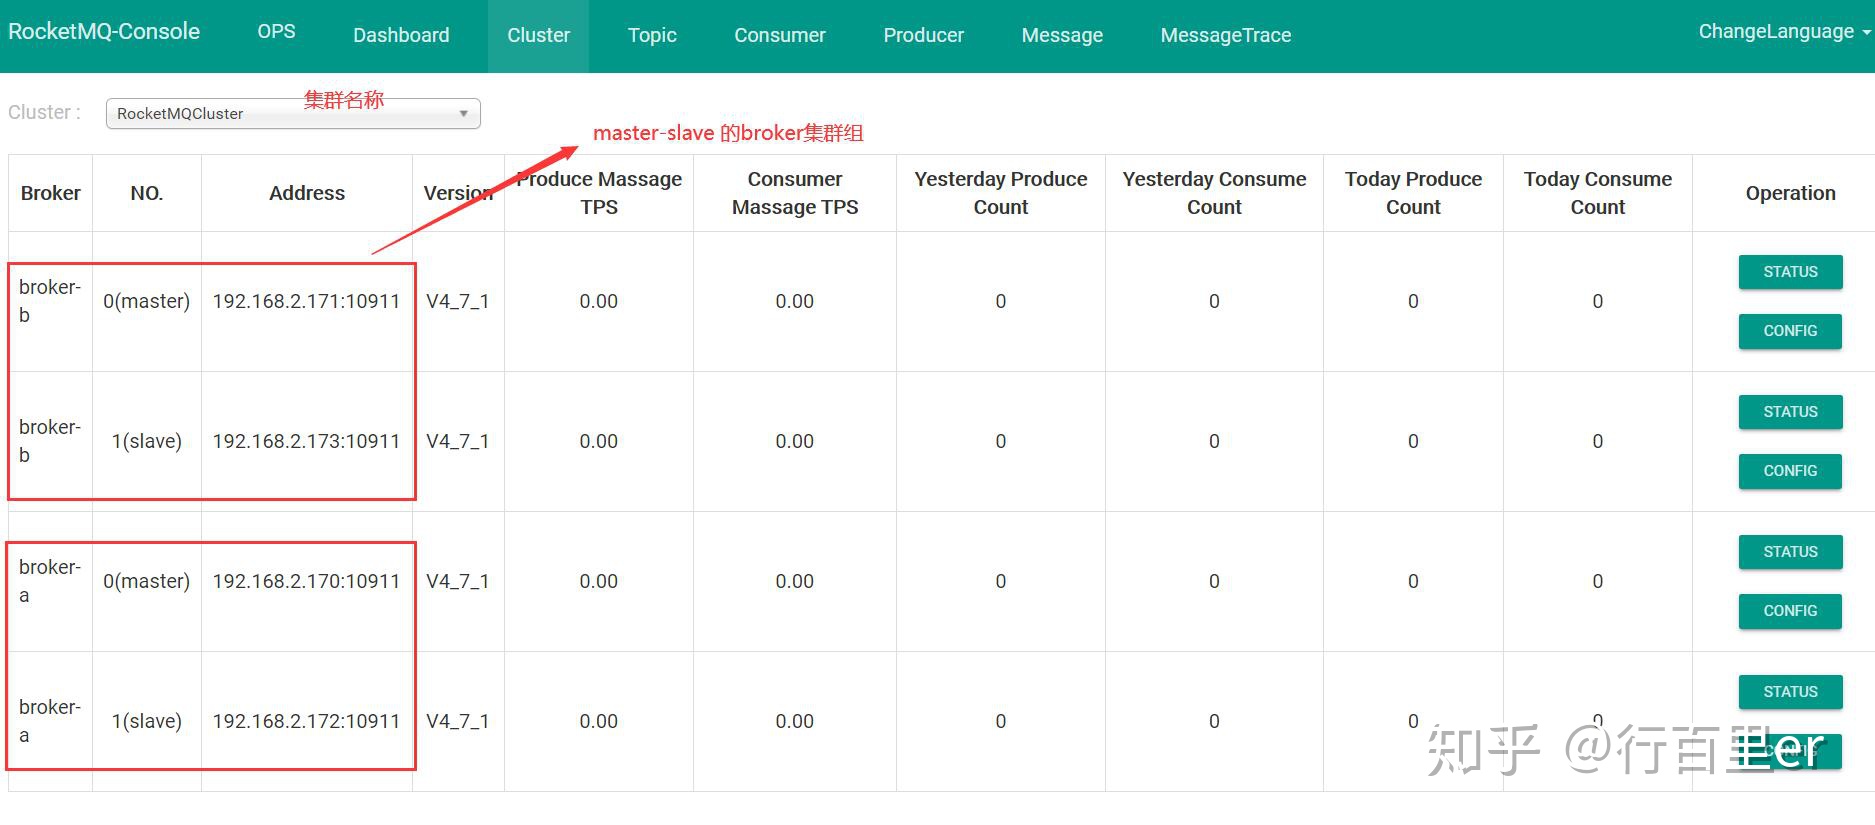 RocketMQ-Console OPS Dashboard Cluster Topic Consumer Producer Message MessageTrace ChangeLanguage
集群名称
Cluster : RocketMQCluster
master-slave 的broker集群组
Broker NO. Address Version Produce Massage TPS Consumer Massage TPS Yesterday Produce Count Yesterday Consume Count Today Produce Count Today Consume Count Operation
broker-b 0(master) 192.168.2.171:10911 V4_7_1 0.00 0.00 0 0 0 0 STATUS
CONFIG
broker-b 1(slave) 192.168.2.173:10911 V4_7_1 0.00 0.00 0 0 0 0 STATUS
CONFIG
broker-a 0(master) 192.168.2.170:10911 V4_7_1 0.00 0.00 0 0 0 0 STATUS
CONFIG
broker-a 1(slave) 192.168.2.172:10911 V4_7_1 0.00 0.00 0 0 0 0 STATUS
CONFIG
知乎 @行百里er